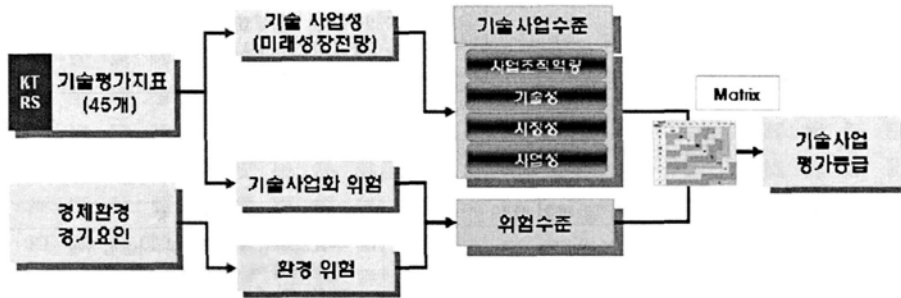 KT
RS
기술평가지표
(45개)
경제환경
경기요인
기술 사업성
(미래성장전망)
기술사업화 위험
환경 위험
기술사업수준
사업조직역량
기술성
시장성
사업성
위험수준
Matrix
기술사업
평가등급